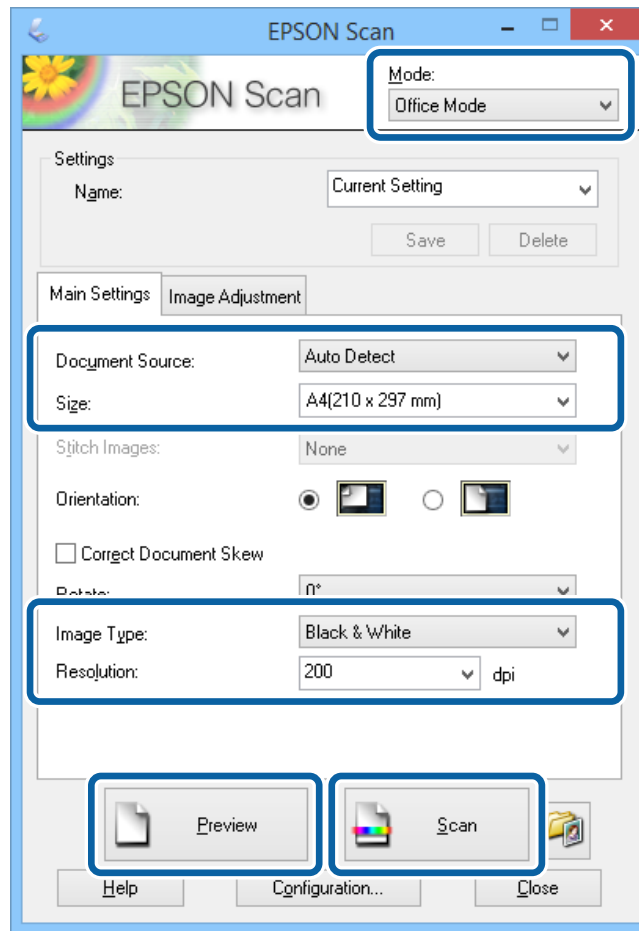 EPSON Scan
EPSON Scan
Mode:
Office Mode
Settings
Name:
Current Setting
Save
Delete
Main Settings
Image Adjustment
Document Source:
Auto Detect
Size:
A4(210 x 297 mm)
Stitch Images:
None
Orientation:
Correct Document Skew
Rotate:
0°
Image Type:
Black & White
Resolution:
200
dpi
Preview
Scan
Help
Configuration...
Close